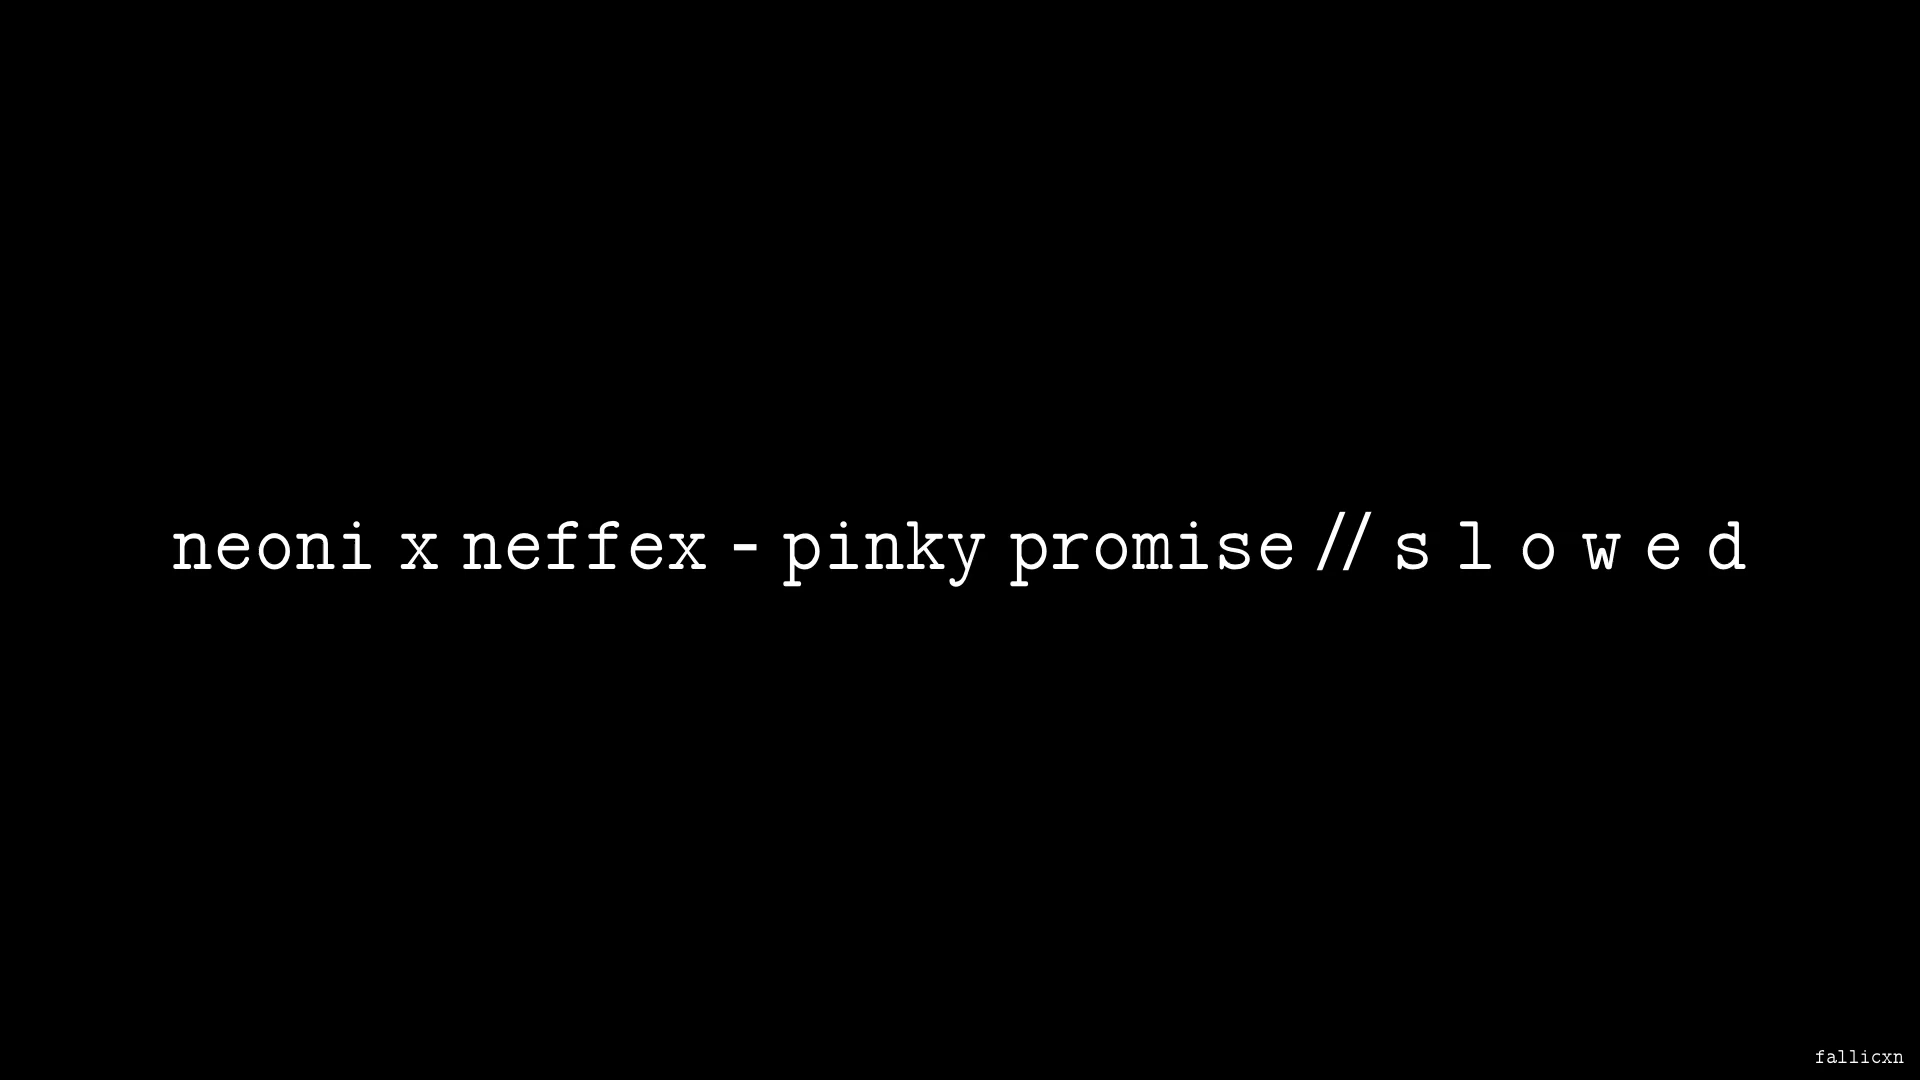 neoni x neffex - pinky promise // s l o w e d
fallicxn